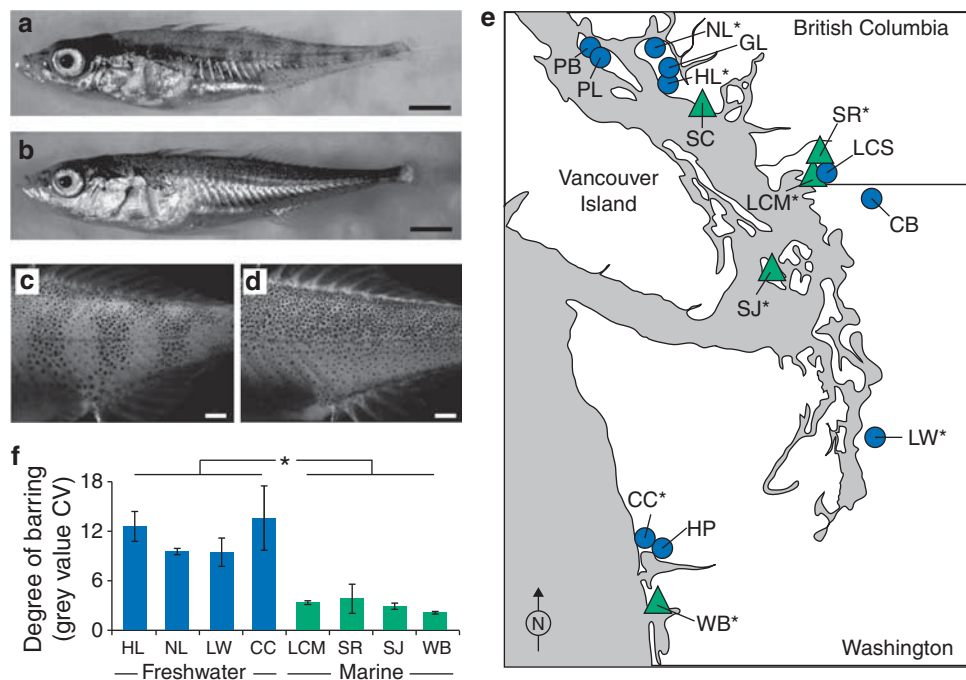 a
b
c
d
e
British Columbia
NL*
GL
PB
HL*
PL
SC
SR*
LCS
Vancouver
Island
LCM*
CB
SJ*
LW*
CC*
HP
N
WB*
Washington
f
*
Degree of barring
(grey value CV)
18
12
6
0
HL NL LW CC LCM SR SJ WB
Freshwater Marine